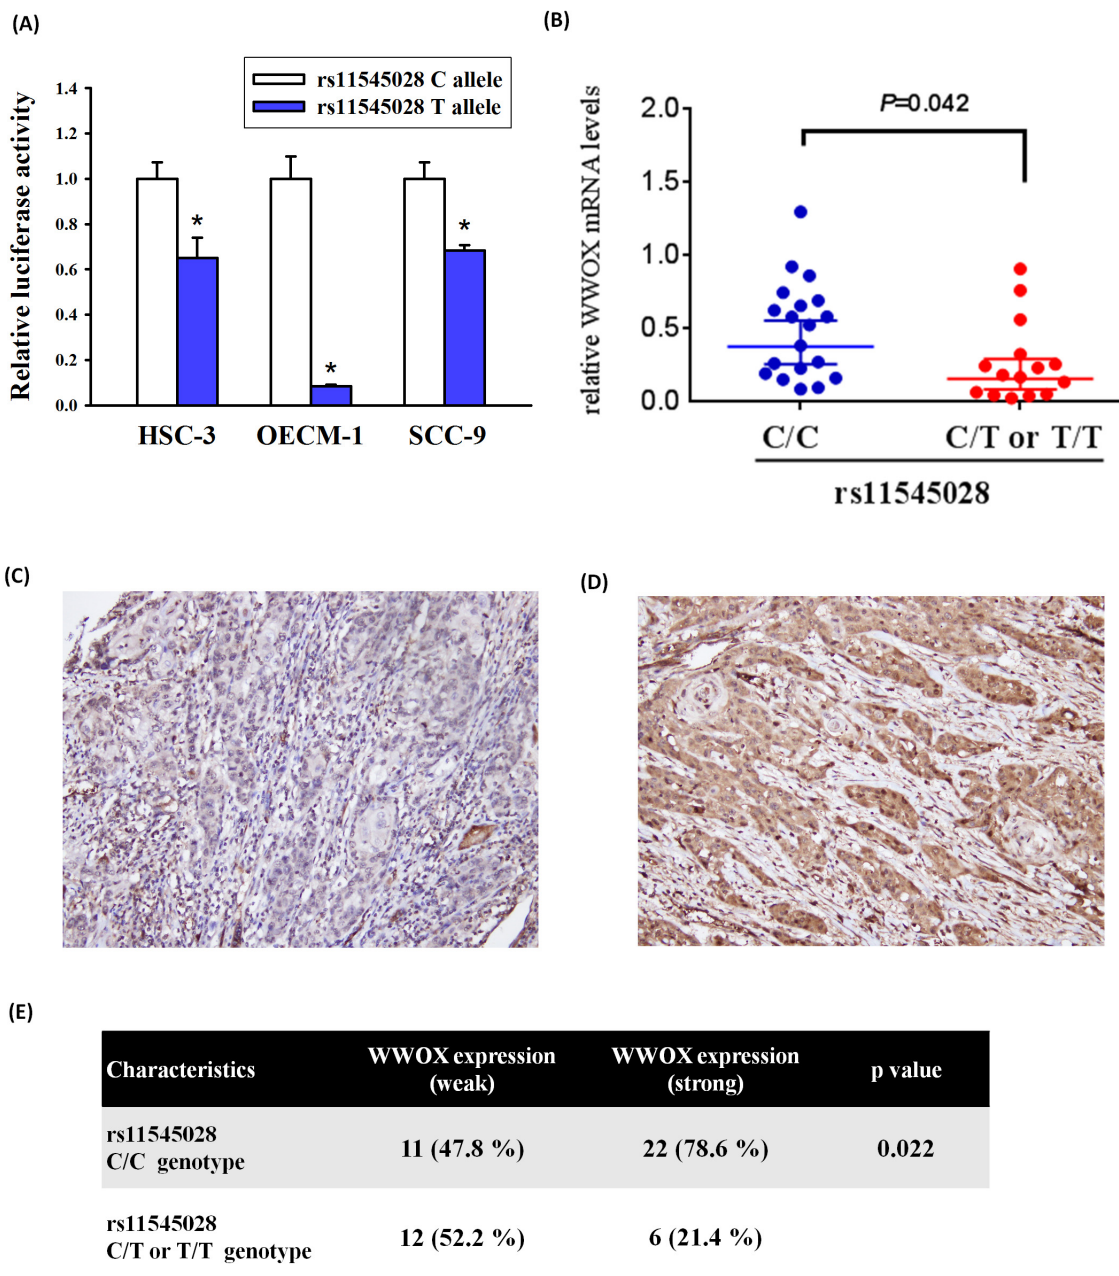 (A)
rs11545028 C allele
rs11545028 T allele
Relative luciferase activity
1.4
1.2
1.0
0.8
0.6
0.4
0.2
0.0
*
*
*
HSC-3 OECM-1 SCC-9
(B)
P=0.042
relative WWOX mRNA levels
2.0
1.5
1.0
0.5
0.0
C/C C/T or T/T
rs11545028
(C)
(D)
(E)
Characteristics WWOX expression (weak) WWOX expression (strong) p value
rs11545028
C/C genotype 11 (47.8 %) 22 (78.6 %) 0.022
rs11545028
C/T or T/T genotype 12 (52.2 %) 6 (21.4 %)